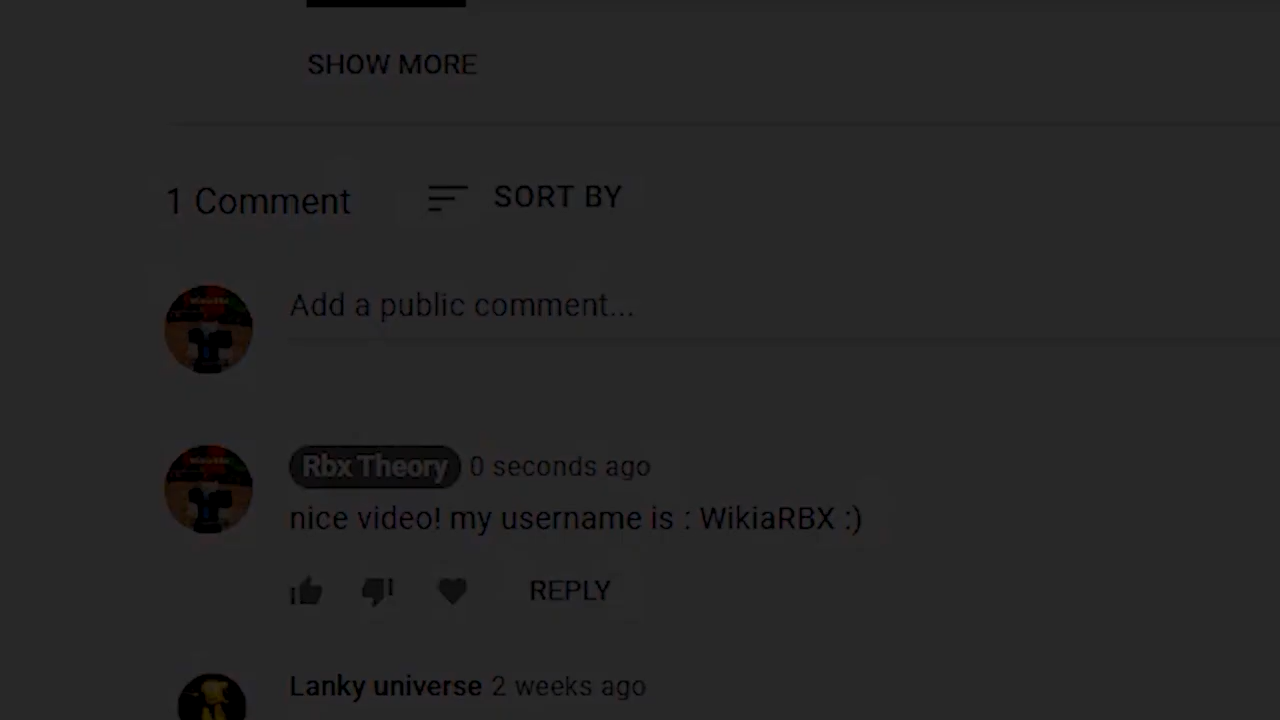 SHOW MORE
1 Comment
SORT BY
Add a public comment...
Rbx Theory 0 seconds ago
nice video! my username is : WikiaRBX :)
REPLY
Lanky universe 2 weeks ago